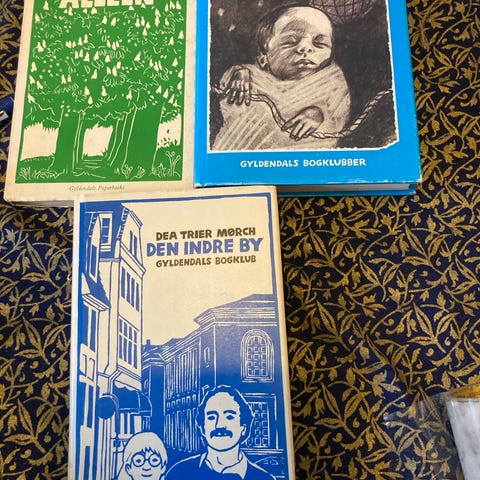 ALLEEN
Gyldendals Paperbacks
GYLDENDALS BOGKLUBBER
DEA TRIER MØRCH
DEN INDRE BY
GYLDENDALS BOGKLUB